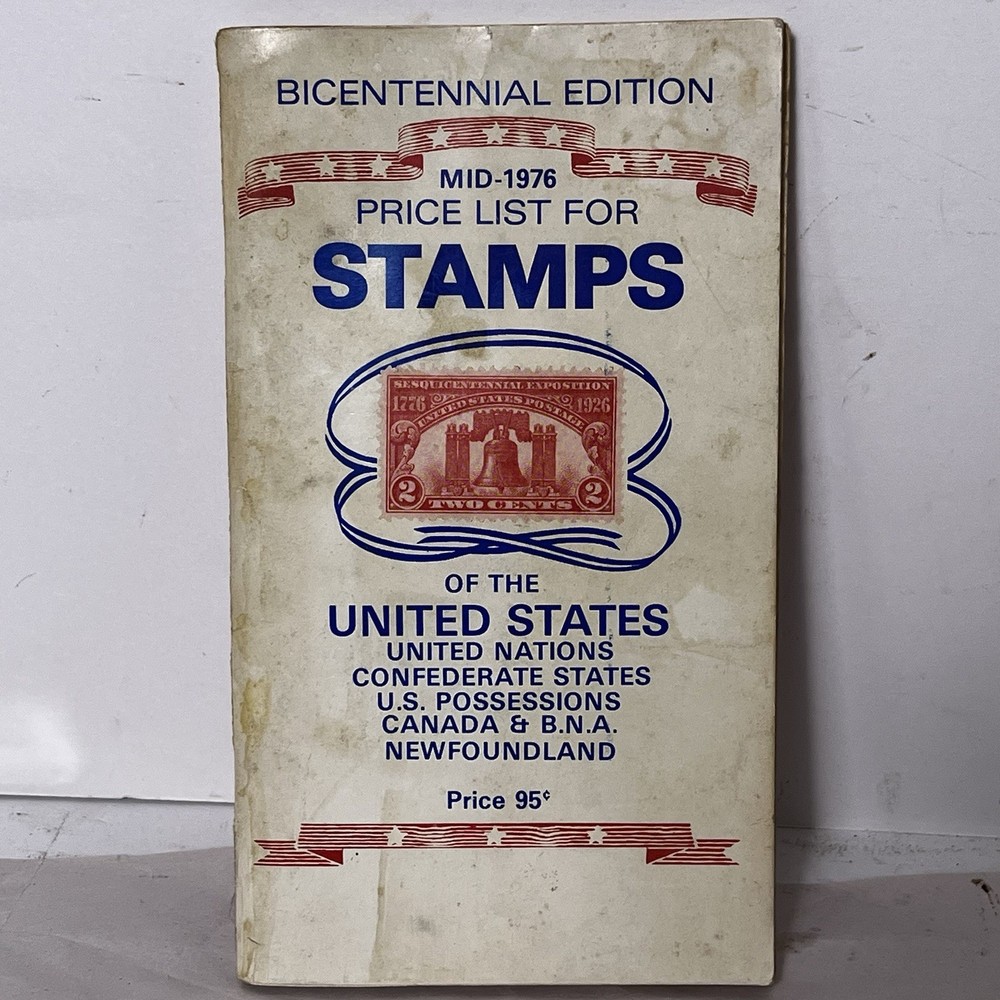 BICENTENNIAL EDITION
MID-1976
PRICE LIST FOR
STAMPS
SESQUICENTENNIAL EXPOSITION
1776 UNITED STATES POSTAGE 1926
2 TWO CENTS 2
OF THE
UNITED STATES
UNITED NATIONS
CONFEDERATE STATES
U.S. POSSESSIONS
CANADA & B.N.A.
NEWFOUNDLAND
Price 95¢